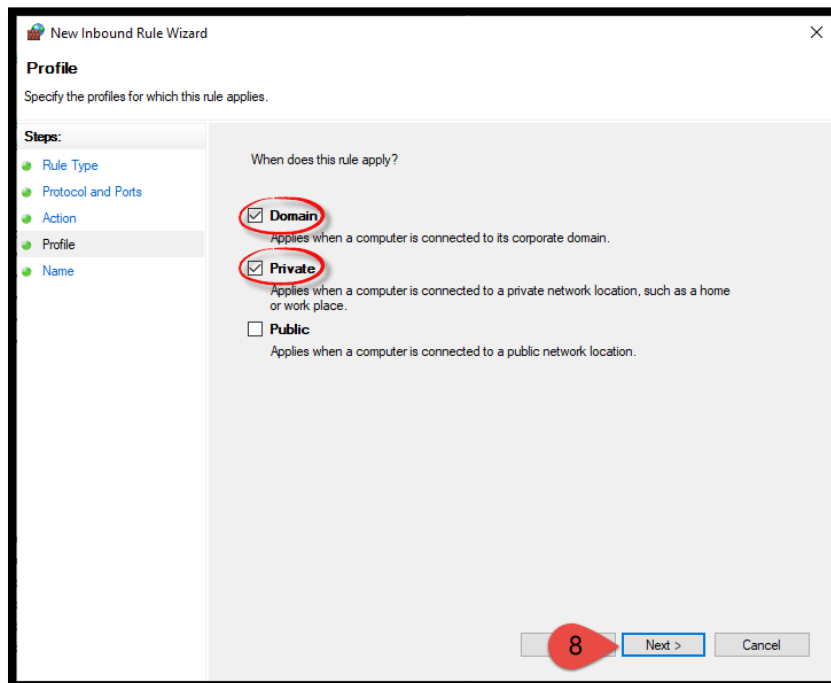 New Inbound Rule Wizard
Profile
Specify the profiles for which this rule applies.
Steps:
Rule Type
Protocol and Ports
Action
Profile
Name
When does this rule apply?
Domain
Applies when a computer is connected to its corporate domain.
Private
Applies when a computer is connected to a private network location, such as a home
or work place.
Public
Applies when a computer is connected to a public network location.
8
Next >
Cancel